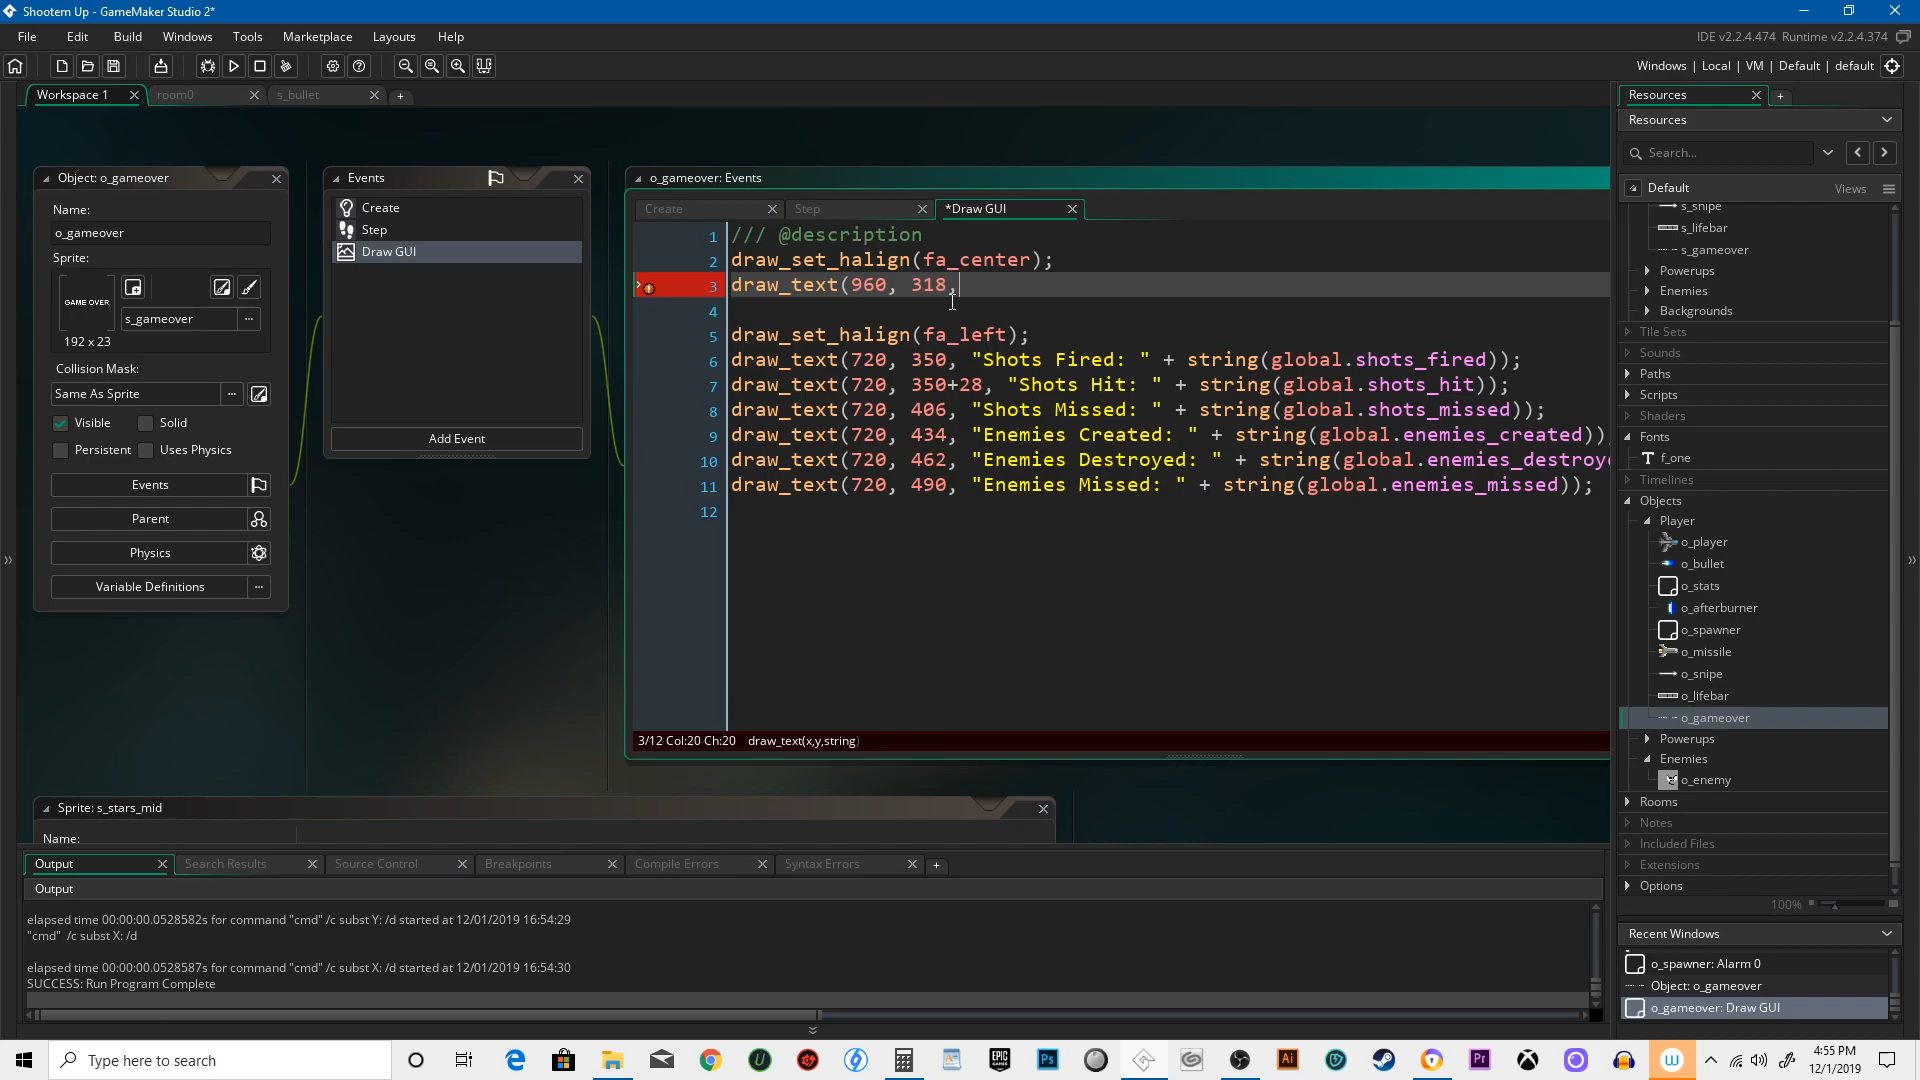 Shootem Up - GameMaker Studio 2*
File Edit Build Windows Tools Marketplace Layouts Help
IDE v2.2.4.474 Runtime v2.2.4.374
Windows | Local | VM | Default | default
Workspace 1 room0 s_bullet
Resources
Resources
Search...
Default Views
Object: o_gameover
Name:
o_gameover
Sprite:
GAME OVER
s_gameover
192 x 23
Collision Mask:
Same As Sprite
Visible Solid
Persistent Uses Physics
Events
Parent
Physics
Variable Definitions
Events
Create
Step
Draw GUI
Add Event
o_gameover: Events
Create Step *Draw GUI
1 /// @description
2 draw_set_halign(fa_center);
3 draw_text(960, 318,
4
5 draw_set_halign(fa_left);
6 draw_text(720, 350, "Shots Fired: " + string(global.shots_fired));
7 draw_text(720, 350+28, "Shots Hit: " + string(global.shots_hit));
8 draw_text(720, 406, "Shots Missed: " + string(global.shots_missed));
9 draw_text(720, 434, "Enemies Created: " + string(global.enemies_created))
10 draw_text(720, 462, "Enemies Destroyed: " + string(global.enemies_destroye
11 draw_text(720, 490, "Enemies Missed: " + string(global.enemies_missed));
12
3/12 Col:20 Ch:20 draw_text(x,y,string)
Sprite: s_stars_mid
Name:
s_snipe
s_lifebar
s_gameover
Powerups
Enemies
Backgrounds
Tile Sets
Sounds
Paths
Scripts
Shaders
Fonts
f_one
Timelines
Objects
Player
o_player
o_bullet
o_stats
o_afterburner
o_spawner
o_missile
o_snipe
o_lifebar
o_gameover
Powerups
Enemies
o_enemy
Rooms
Notes
Included Files
Extensions
Options
100%
Recent Windows
o_spawner: Alarm 0
Object: o_gameover
o_gameover: Draw GUI
Output Search Results Source Control Breakpoints Compile Errors Syntax Errors
Output
elapsed time 00:00:00.0528582s for command "cmd" /c subst Y: /d started at 12/01/2019 16:54:29
"cmd" /c subst X: /d
elapsed time 00:00:00.0528587s for command "cmd" /c subst X: /d started at 12/01/2019 16:54:30
SUCCESS: Run Program Complete
Type here to search
4:55 PM
12/1/2019